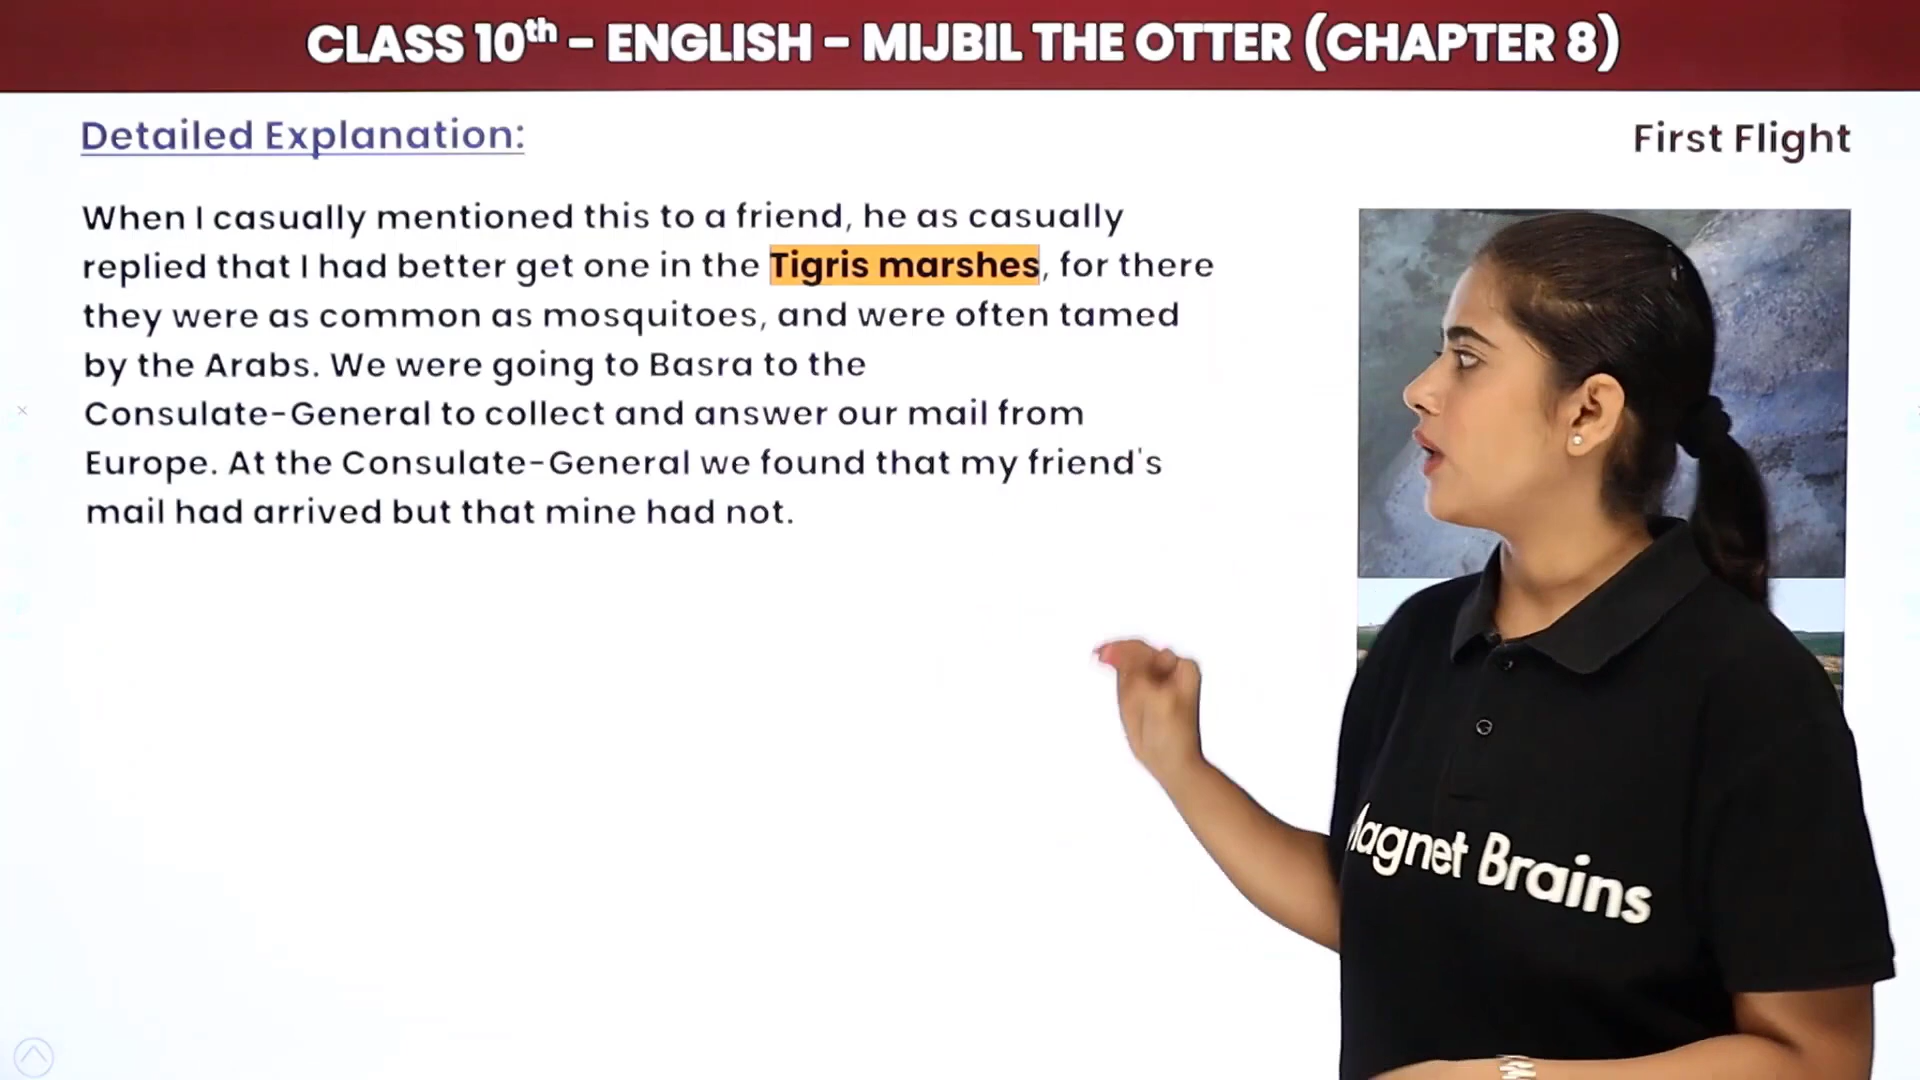 CLASS 10th – ENGLISH – MIJBIL THE OTTER (CHAPTER 8)
Detailed Explanation:
First Flight
When I casually mentioned this to a friend, he as casually
replied that I had better get one in the Tigris marshes, for there
they were as common as mosquitoes, and were often tamed
by the Arabs. We were going to Basra to the
Consulate-General to collect and answer our mail from
Europe. At the Consulate-General we found that my friend's
mail had arrived but that mine had not.
Magnet Brains